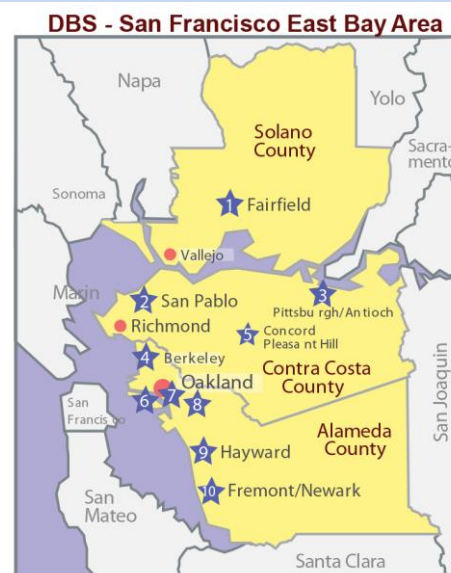 DBS - San Francisco East Bay Area
Napa
Yolo
Solano
County
Sacra-
mento
Sonoma
1 Fairfield
Vallejo
Marin
2 San Pablo
3
Pittsbu rgh/Antioch
Richmond
5 Concord
Pleasa nt Hill
4 Berkeley
Contra Costa
County
Oakland
6 7 8
San
Francis co
San Joaquin
Alameda
County
9 Hayward
10 Fremont/Newark
San
Mateo
Santa Clara